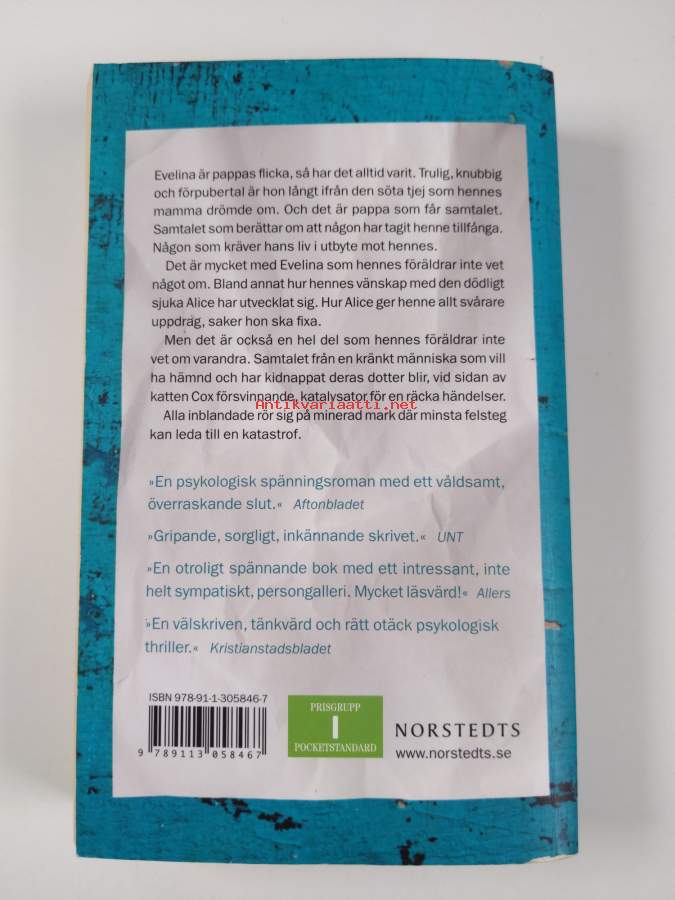 Evelina är pappas flicka, så har det alltid varit. Trulig, knubbig
och förpubertal är hon långt ifrån den söta tjej som hennes
mamma drömde om. Och det är pappa som får samtalet.
Samtalet som berättar om att någon har tagit henne tillfånga.
Någon som kräver hans liv i utbyte mot hennes.
Det är mycket med Evelina som hennes föräldrar inte vet
något om. Bland annat hur hennes vänskap med den dödligt
sjuka Alice har utvecklat sig. Hur Alice ger henne allt svårare
uppdrag, saker hon ska fixa.
Men det är också en hel del som hennes föräldrar inte
vet om varandra. Samtalet från en kränkt människa som vill
ha hämnd och har kidnappat deras dotter blir, vid sidan av
katten Cox försvinnande, katalysator för en räcka händelser.
Antikvariaatti.net
Alla inblandade rör sig på minerad mark där minsta felsteg
kan leda till en katastrof.
»En psykologisk spänningsroman med ett våldsamt,
överraskande slut.« Aftonbladet
»Gripande, sorgligt, inkännande skrivet.« UNT
»En otroligt spännande bok med ett intressant, inte
helt sympatiskt, persongalleri. Mycket läsvärd!« Allers
»En välskriven, tänkvärd och rätt otäck psykologisk
thriller.« Kristianstadsbladet
ISBN 978-91-1-305846-7
9 789113 058467
PRISGRUPP
I
POCKETSTANDARD
NORSTEDTS
www.norstedts.se